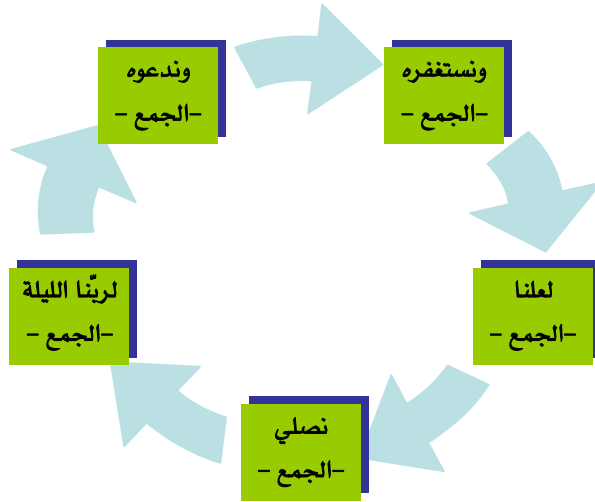 ونستغفره
–الجمع –
لعلنا
–الجمع –
نصلي
–الجمع –
لربّنا الليلة
–الجمع –
وندعوه
–الجمع –